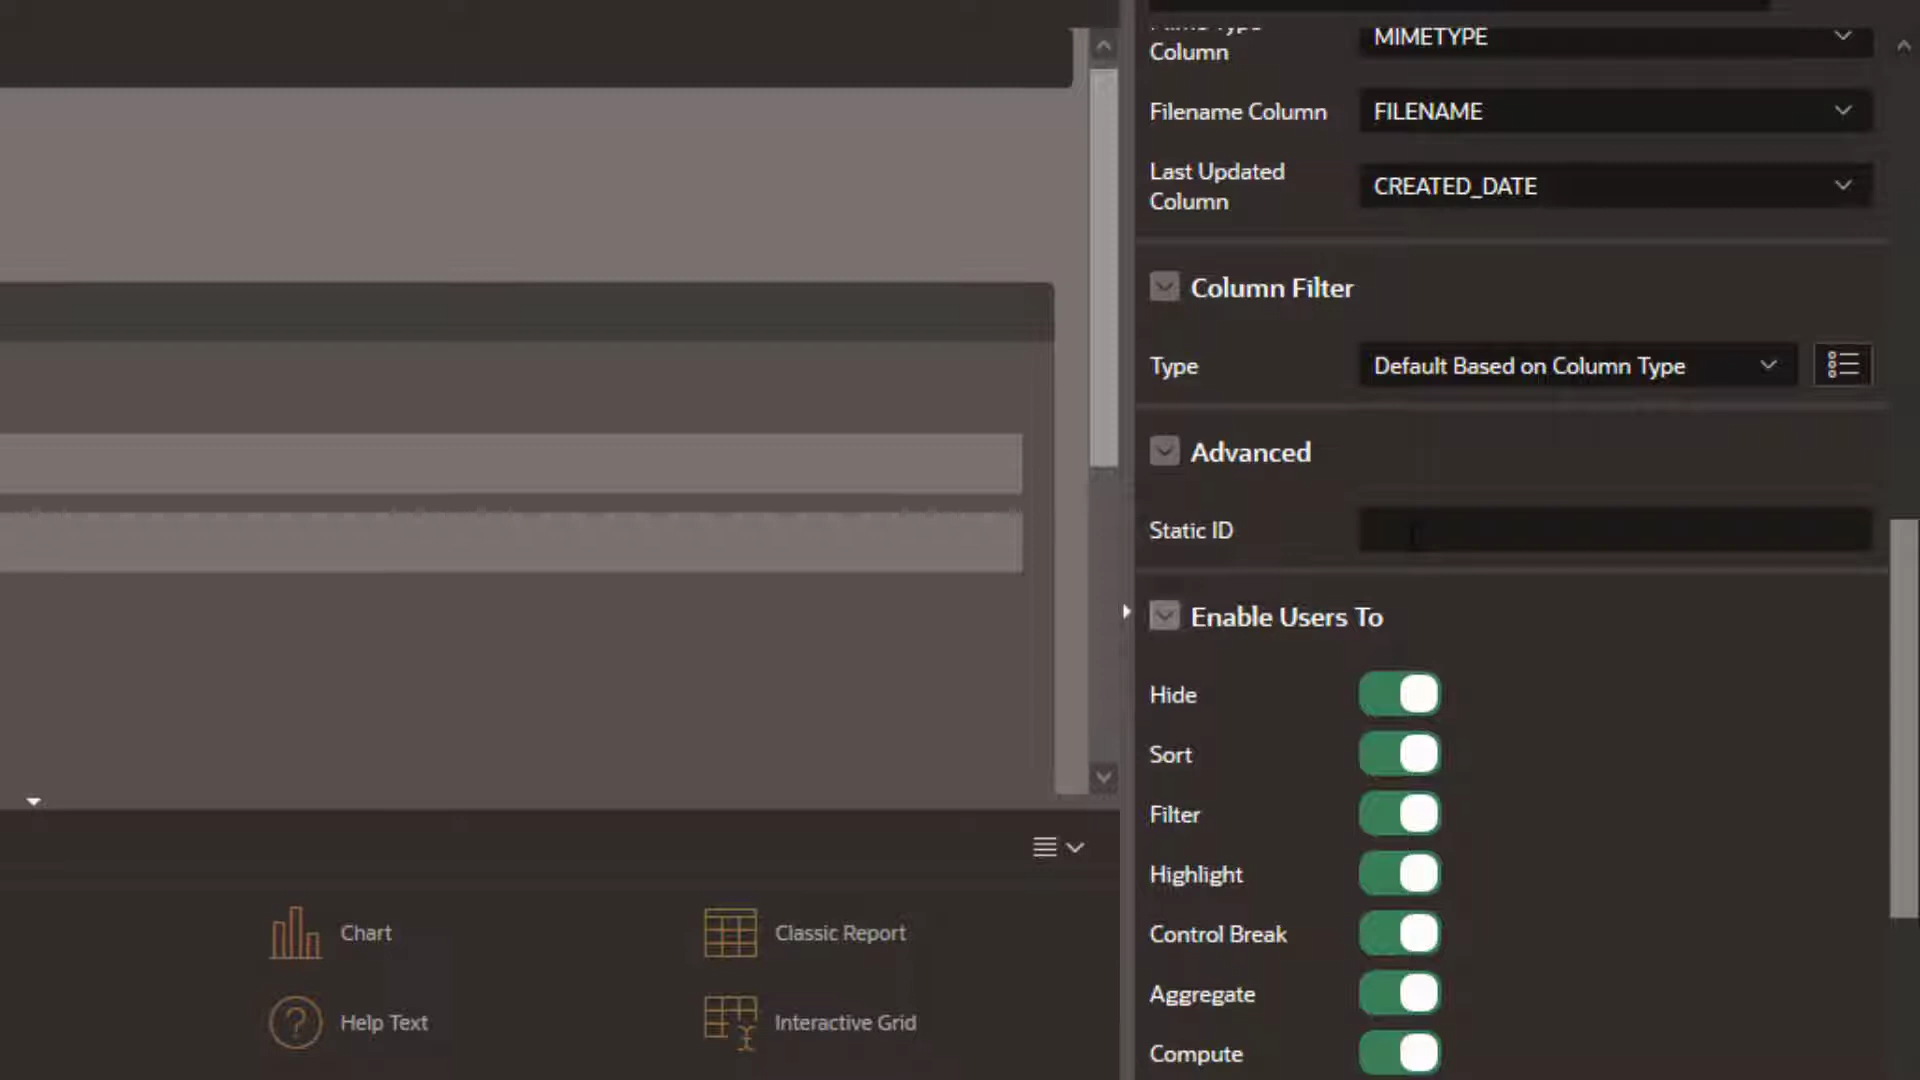 Column
MIMETYPE
Filename Column
FILENAME
Last Updated
Column
CREATED_DATE
Column Filter
Type
Default Based on Column Type
Advanced
Static ID
Enable Users To
Hide
Sort
Filter
Highlight
Control Break
Aggregate
Compute
Chart
Classic Report
Help Text
Interactive Grid